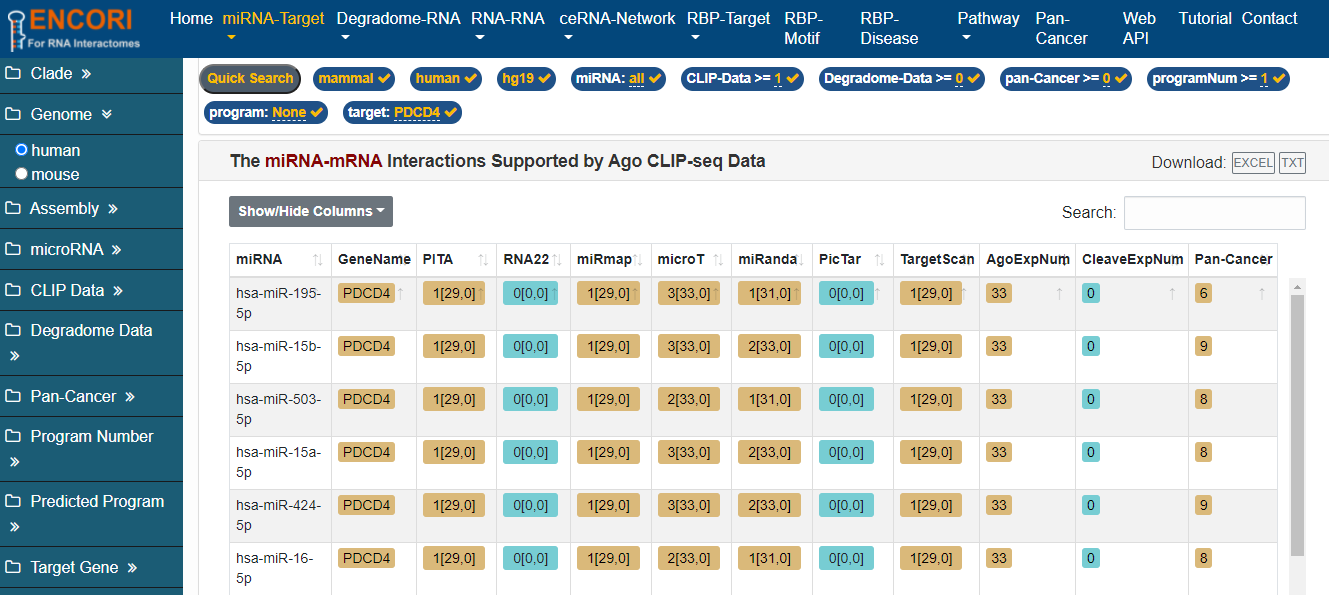 ENCORI
For RNA Interactomes
Home miRNA-Target Degradome-RNA RNA-RNA ceRNA-Network RBP-Target RBP-Motif RBP-Disease Pathway Pan-Cancer Web API Tutorial Contact
Clade »
Genome
human
mouse
Assembly »
microRNA »
CLIP Data »
Degradome Data
»
Pan-Cancer »
Program Number
»
Predicted Program
»
Target Gene »
Quick Search mammal human hg19 miRNA: all CLIP-Data >= 1 Degradome-Data >= 0 pan-Cancer >= 0 programNum >= 1
program: None target: PDCD4
The miRNA-mRNA Interactions Supported by Ago CLIP-seq Data
Download: EXCEL TXT
Show/Hide Columns
Search:
miRNA GeneName PITA RNA22 miRmap microT miRanda PicTar TargetScan AgoExpNum CleaveExpNum Pan-Cancer
hsa-miR-195-5p PDCD4 1[29,0] 0[0,0] 1[29,0] 3[33,0] 1[31,0] 0[0,0] 1[29,0] 33 0 6
hsa-miR-15b-5p PDCD4 1[29,0] 0[0,0] 1[29,0] 3[33,0] 2[33,0] 0[0,0] 1[29,0] 33 0 9
hsa-miR-503-5p PDCD4 1[29,0] 0[0,0] 1[29,0] 2[33,0] 1[31,0] 0[0,0] 1[29,0] 33 0 8
hsa-miR-15a-5p PDCD4 1[29,0] 0[0,0] 1[29,0] 3[33,0] 2[33,0] 0[0,0] 1[29,0] 33 0 8
hsa-miR-424-5p PDCD4 1[29,0] 0[0,0] 1[29,0] 3[33,0] 2[33,0] 0[0,0] 1[29,0] 33 0 9
hsa-miR-16-5p PDCD4 1[29,0] 0[0,0] 1[29,0] 2[33,0] 1[31,0] 0[0,0] 1[29,0] 33 0 8